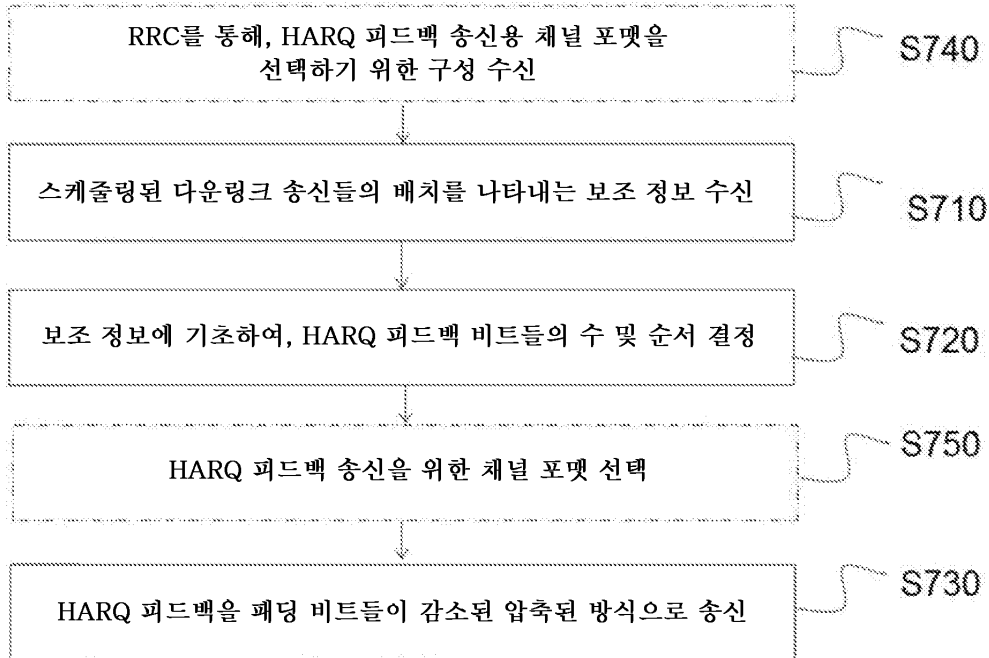 RRC를 통해, HARQ 피드백 송신용 채널 포맷을
선택하기 위한 구성 수신
S740
스케줄링된 다운링크 송신들의 배치를 나타내는 보조 정보 수신
S710
보조 정보에 기초하여, HARQ 피드백 비트들의 수 및 순서 결정
S720
HARQ 피드백 송신을 위한 채널 포맷 선택
S750
HARQ 피드백을 패딩 비트들이 감소된 압축된 방식으로 송신
S730